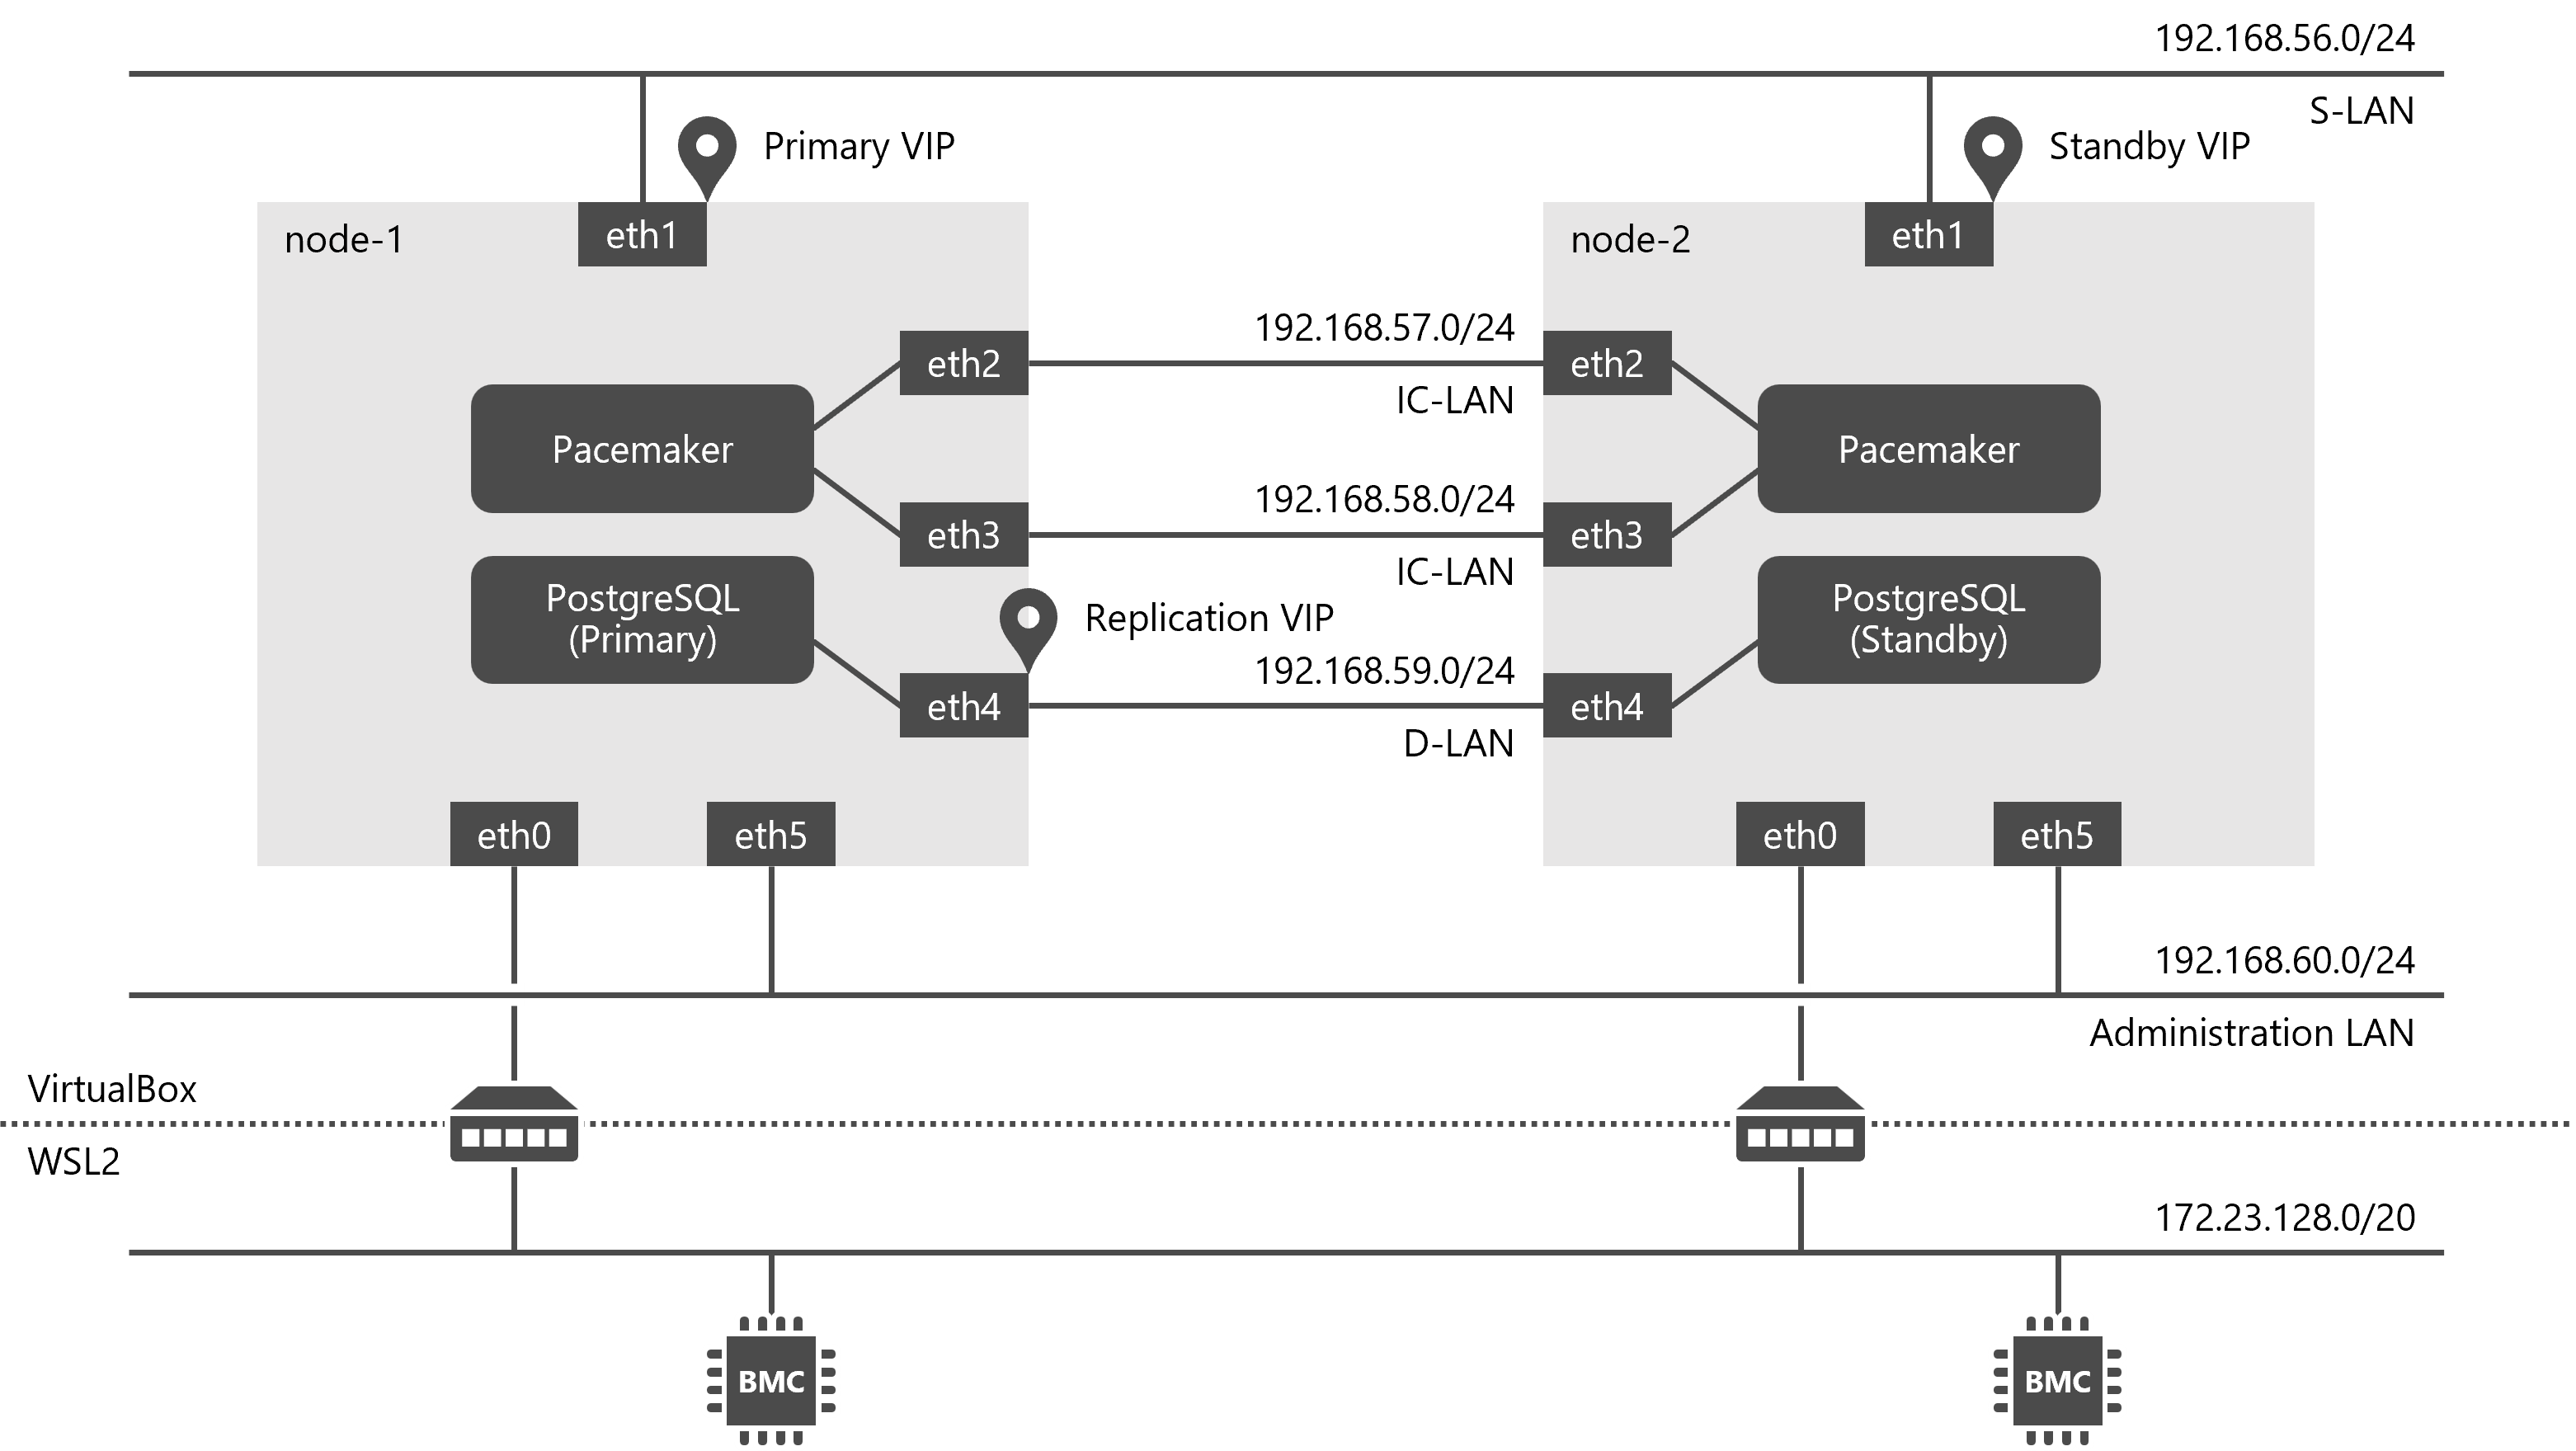 192.168.56.0/24
S-LAN
Primary VIP
Standby VIP
node-1
eth1
node-2
eth1
192.168.57.0/24
eth2
eth2
IC-LAN
Pacemaker
Pacemaker
192.168.58.0/24
eth3
eth3
IC-LAN
PostgreSQL
(Primary)
PostgreSQL
(Standby)
Replication VIP
192.168.59.0/24
eth4
eth4
D-LAN
eth0
eth5
eth0
eth5
192.168.60.0/24
Administration LAN
VirtualBox
WSL2
172.23.128.0/20
BMC
BMC